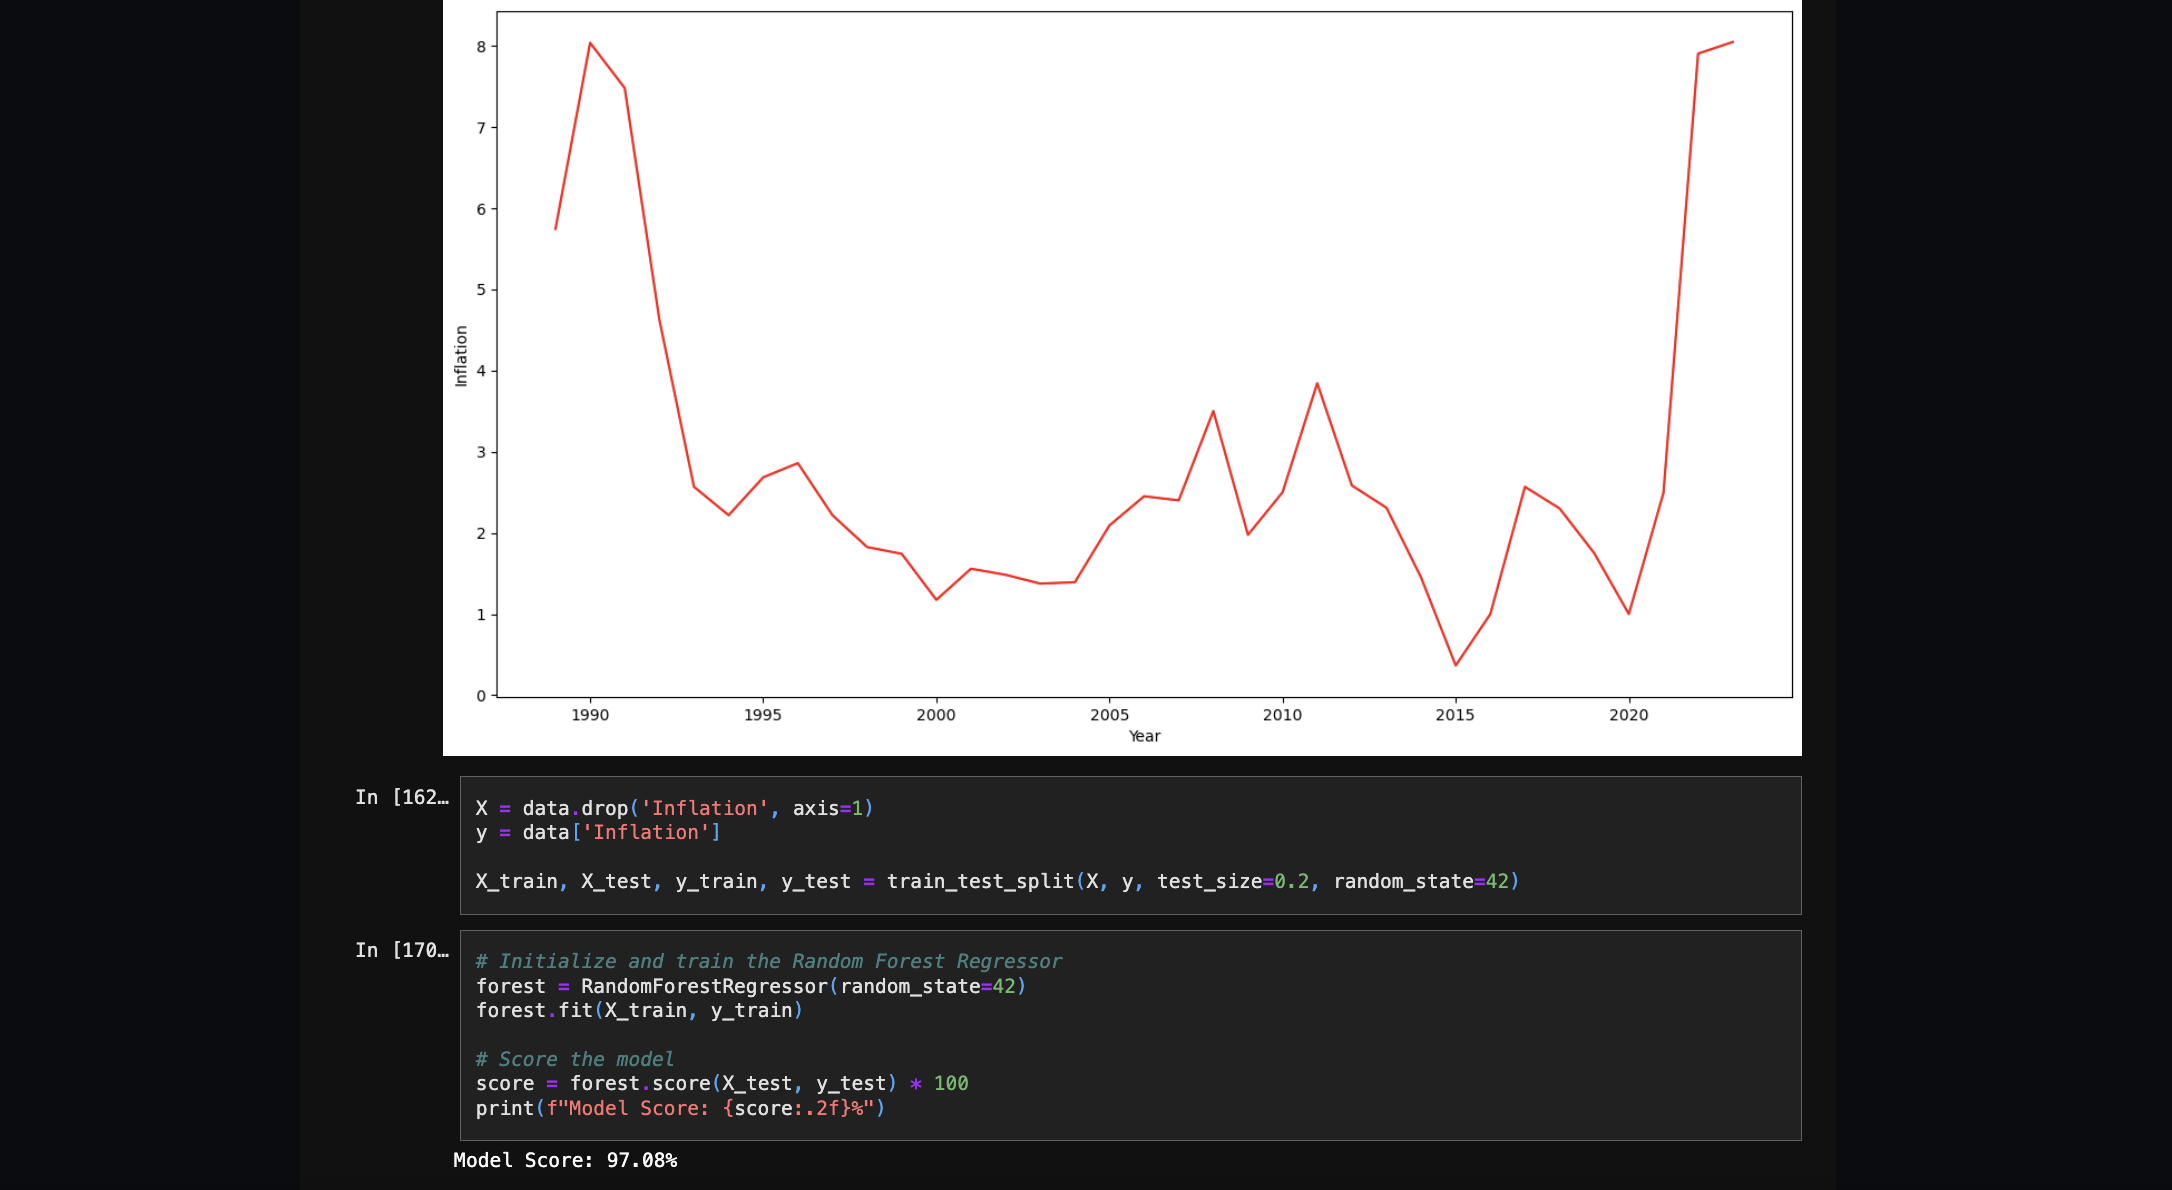 8
7
6
5
4
3
2
1
0
Inflation
1990 1995 2000 2005 2010 2015 2020
Year
In [162…
X = data.drop('Inflation', axis=1)
y = data['Inflation']
X_train, X_test, y_train, y_test = train_test_split(X, y, test_size=0.2, random_state=42)
In [170…
# Initialize and train the Random Forest Regressor
forest = RandomForestRegressor(random_state=42)
forest.fit(X_train, y_train)
# Score the model
score = forest.score(X_test, y_test) * 100
print(f"Model Score: {score:.2f}%")
Model Score: 97.08%